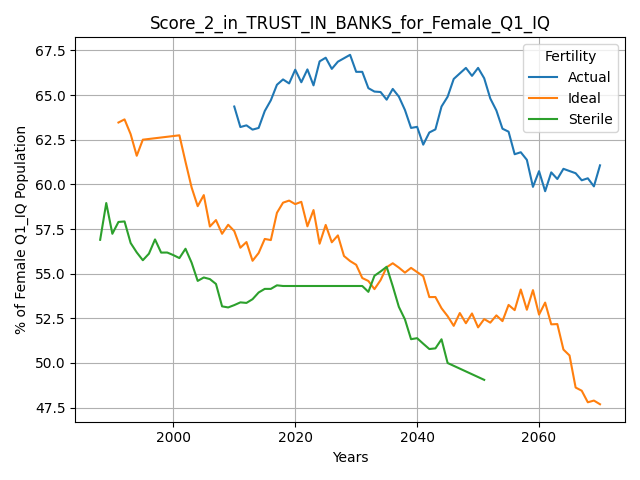 Score_2_in_TRUST_IN_BANKS_for_Female_Q1_IQ
% of Female Q1_IQ Population
67.5
65.0
62.5
60.0
57.5
55.0
52.5
50.0
47.5
Fertility
Actual
Ideal
Sterile
2000
2020
2040
2060
Years